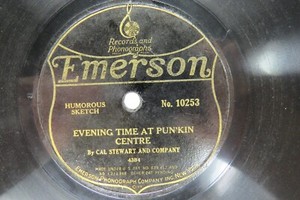 Records and
Phonographs
Emerson
HUMOROUS
SKETCH
No. 10253
EVENING TIME AT PUN'KIN
CENTRE
By CAL STEWART AND COMPANY
EMERSON PHONOGRAPH COMPANY INC. NEW